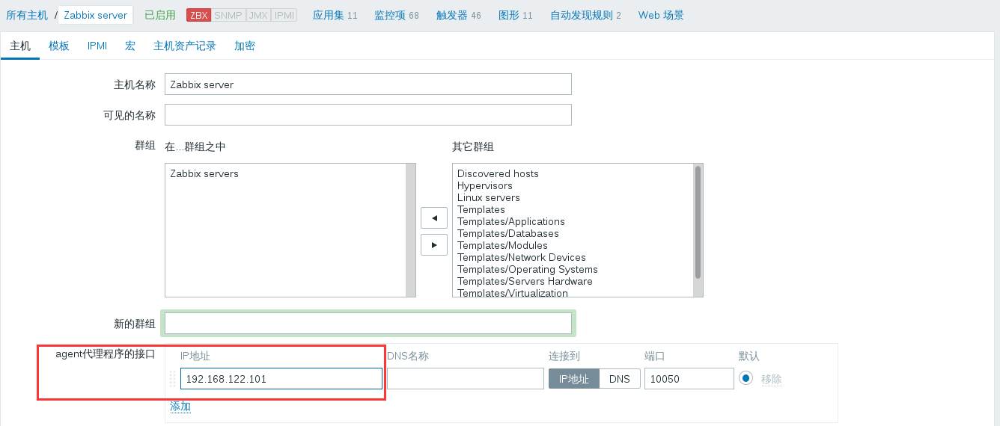 所有主机 / Zabbix server 已启用 ZBX SNMP JMX IPMI 应用集 11 监控项 68 触发器 46 图形 11 自动发现规则 2 Web 场景
主机 模板 IPMI 宏 主机资产记录 加密
主机名称 Zabbix server
可见的名称
群组 在...群组之中 其它群组
Zabbix servers
Discovered hosts
Hypervisors
Linux servers
Templates
Templates/Applications
Templates/Databases
Templates/Modules
Templates/Network Devices
Templates/Operating Systems
Templates/Servers Hardware
Templates/Virtualization
新的群组
agent代理程序的接口 IP地址 DNS名称 连接到 端口 默认
192.168.122.101 IP地址 DNS 10050 移除
添加